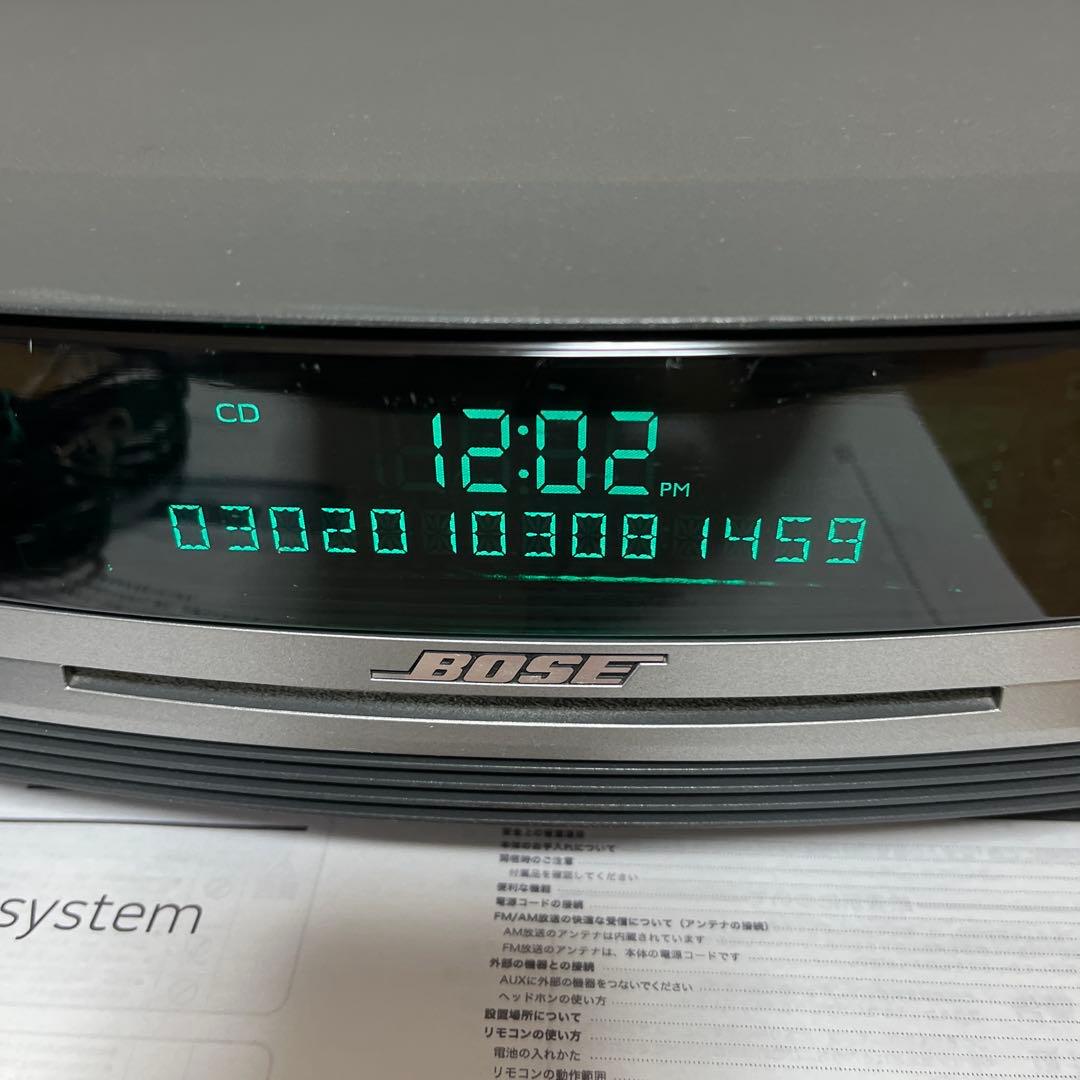 CD
12:02 PM
03020103081459
BOSE
system
安全上の留意項目
本体のお手入れについて
開梱時のご注意
付属品を確認してください
便利な機器
電源コードの接続
FM/AM放送の快適な受信について（アンテナの接続）
AM放送のアンテナは内蔵されています
FM放送のアンテナは、本体の電源コードです
外部の機器との接続
AUXに外部の機器をつないでください
ヘッドホンの使い方
設置場所について
リモコンの使い方
電池の入れかた
リモコンの動作範囲